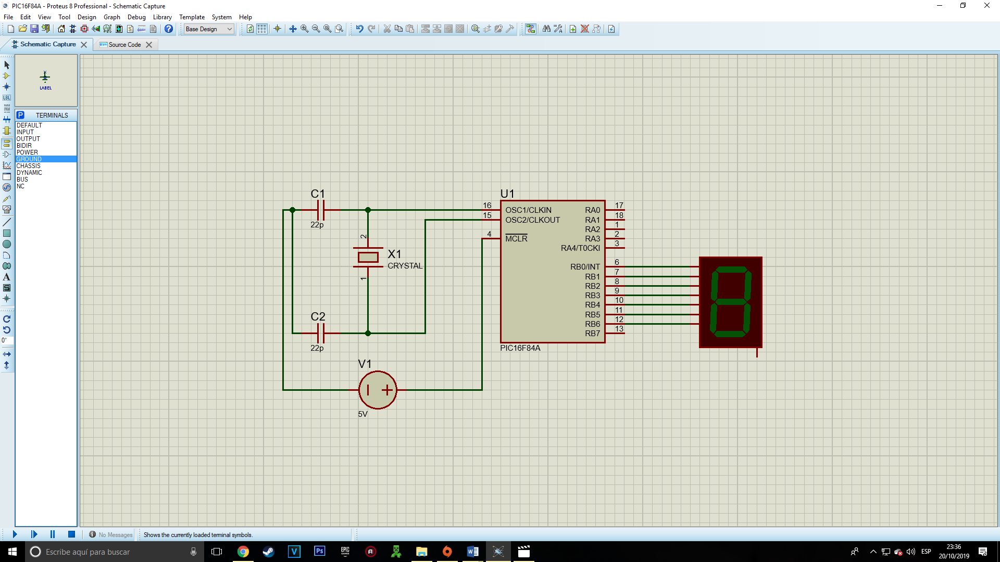 PIC16F84A - Proteus 8 Professional - Schematic Capture
File Edit View Tool Design Graph Debug Library Template System Help
Base Design
Schematic Capture
Source Code
LABEL
P TERMINALS
DEFAULT
INPUT
OUTPUT
BIDIR
POWER
GROUND
CHASSIS
DYNAMIC
BUS
NC
LBL
A
S
0°
C1
22p
2
X1
CRYSTAL
1
C2
22p
V1
5V
U1
16 OSC1/CLKIN RA0 17
15 OSC2/CLKOUT RA1 18
RA2 1
4 MCLR RA3 2
RA4/T0CKI 3
RB0/INT 6
RB1 7
RB2 8
RB3 9
RB4 10
RB5 11
RB6 12
RB7 13
PIC16F84A
No Messages
Shows the currently loaded terminal symbols.
Escribe aquí para buscar
V
Ps
EPIC GAMES
W
ESP
23:36
20/10/2019